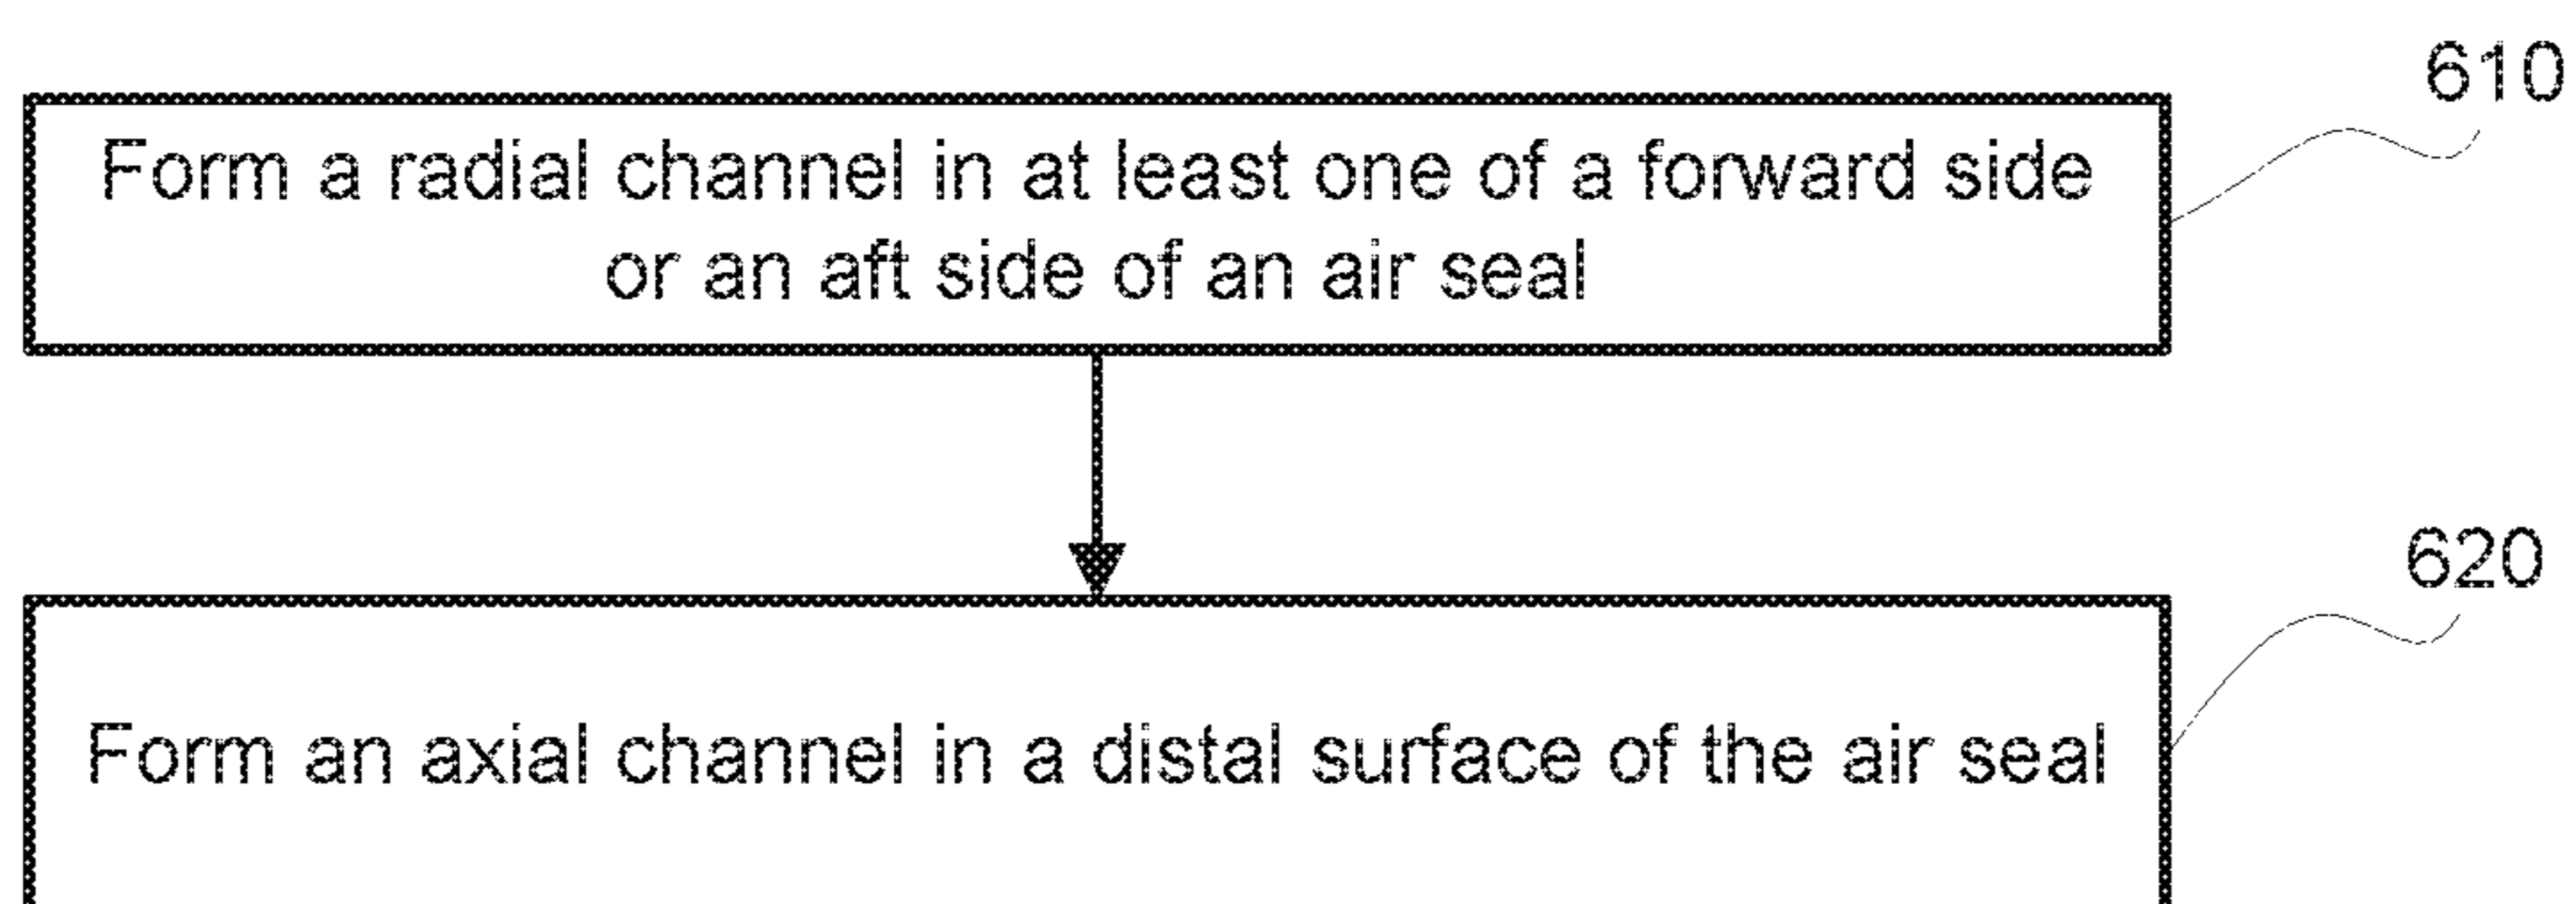 610
Form a radial channel in at least one of a forward side
or an aft side of an air seal
620
Form an axial channel in a distal surface of the air seal